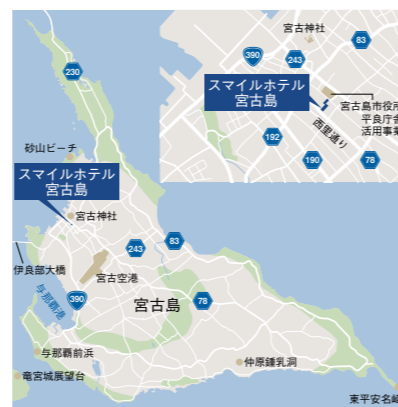 宮古神社
83
390
243
スマイルホテル
宮古島
宮古島市役所
平良庁舎
活用事業
西里通り
192
190
78
230
砂山ビーチ
スマイルホテル
宮古島
宮古神社
243
83
伊良部大橋
宮古空港
与那覇港
390
宮古島
78
与那覇前浜
仲原鍾乳洞
竜宮城展望台
東平安名崎